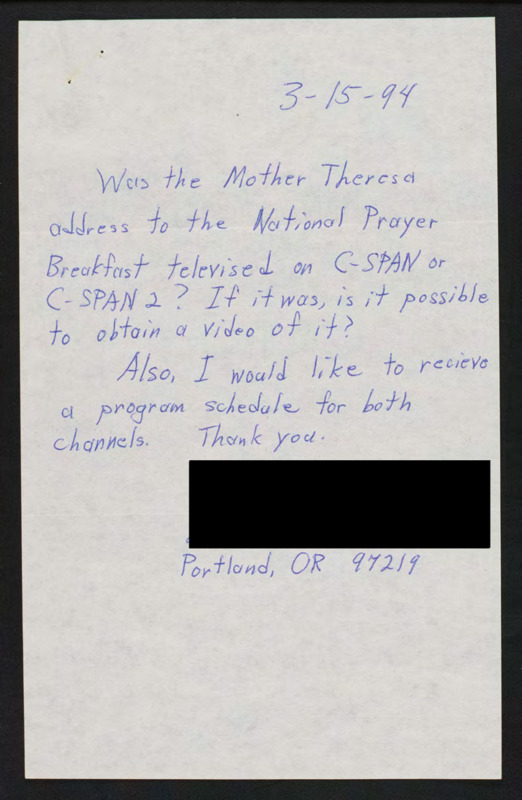 3-15-94
Was the Mother Theresa
address to the National Prayer
Breakfast televised on C-SPAN or
C-SPAN 2? If it was, is it possible
to obtain a video of it?
Also, I would like to recieve
a program schedule for both
channels. Thank you.
Portland, OR 97219